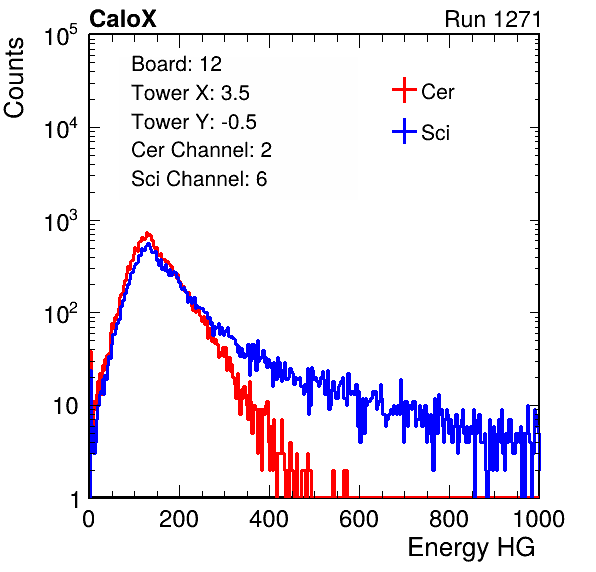 CaloX Run 1271
Board: 12
Tower X: 3.5
Tower Y: -0.5
Cer Channel: 2
Sci Channel: 6
Cer
Sci
Counts
10^5
10^4
10^3
10^2
10
1
0 200 400 600 800 1000
Energy HG